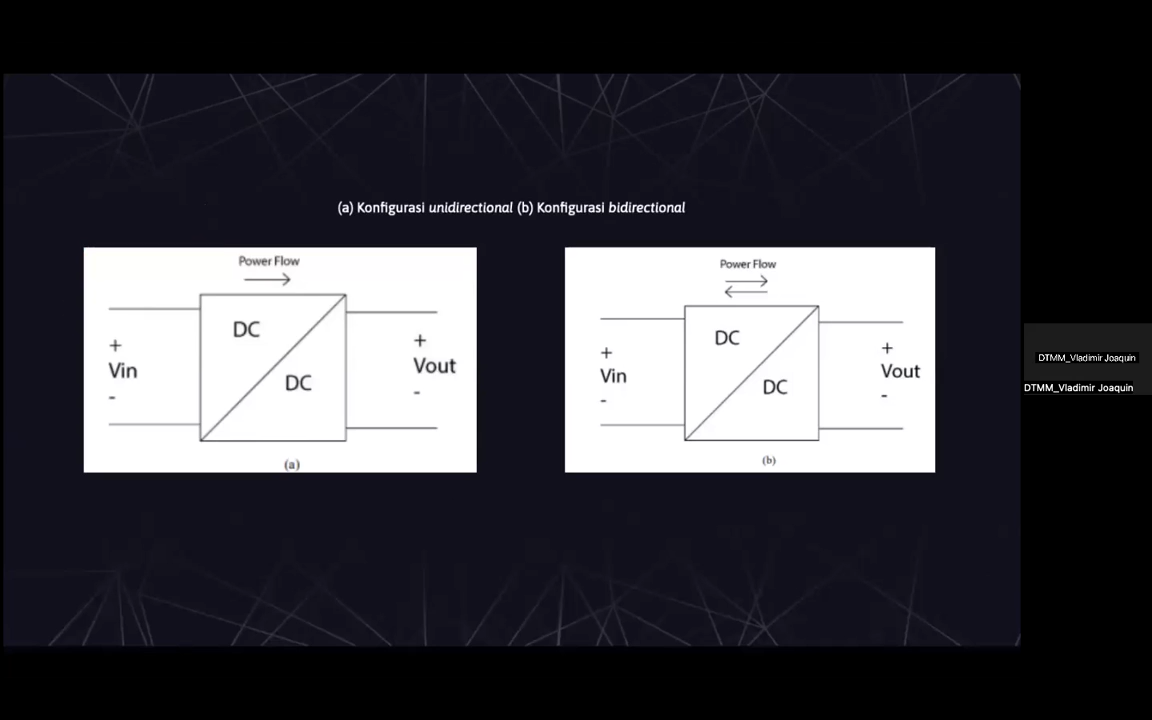 (a) Konfigurasi unidirectional (b) Konfigurasi bidirectional
Power Flow
DC
DC
+
Vin
-
+
Vout
-
(a)
Power Flow
DC
DC
+
Vin
-
+
Vout
-
(b)
DTMM_Vladimir Joaquin
DTMM_Vladimir Joaquin